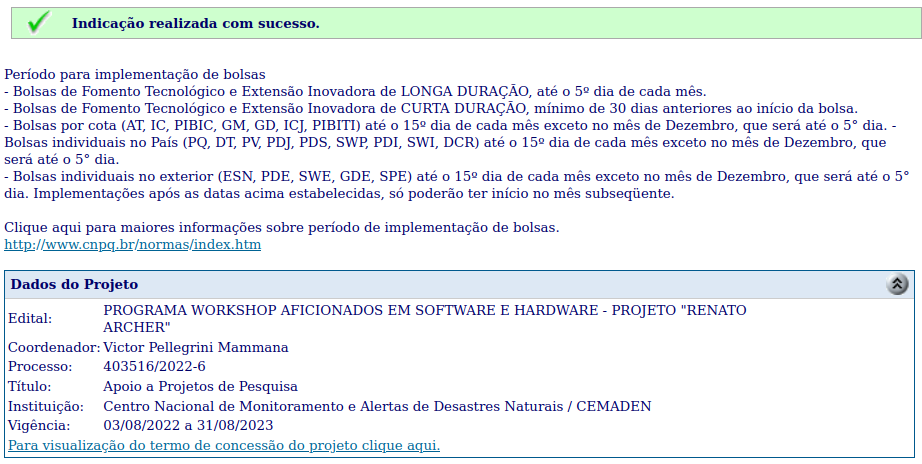 Indicação realizada com sucesso.
Período para implementação de bolsas
- Bolsas de Fomento Tecnológico e Extensão Inovadora de LONGA DURAÇÃO, até o 5º dia de cada mês.
- Bolsas de Fomento Tecnológico e Extensão Inovadora de CURTA DURAÇÃO, mínimo de 30 dias anteriores ao início da bolsa.
- Bolsas por cota (AT, IC, PIBIC, GM, GD, ICJ, PIBITI) até o 15º dia de cada mês exceto no mês de Dezembro, que será até o 5° dia. -
Bolsas individuais no País (PQ, DT, PV, PDJ, PDS, SWP, PDI, SWI, DCR) até o 15º dia de cada mês exceto no mês de Dezembro, que
será até o 5° dia.
- Bolsas individuais no exterior (ESN, PDE, SWE, GDE, SPE) até o 15º dia de cada mês exceto no mês de Dezembro, que será até o 5°
dia. Implementações após as datas acima estabelecidas, só poderão ter início no mês subseqüente.
Clique aqui para maiores informações sobre período de implementação de bolsas.
http://www.cnpq.br/normas/index.htm
Dados do Projeto
Edital: PROGRAMA WORKSHOP AFICIONADOS EM SOFTWARE E HARDWARE - PROJETO "RENATO
ARCHER"
Coordenador: Victor Pellegrini Mammana
Processo: 403516/2022-6
Título: Apoio a Projetos de Pesquisa
Instituição: Centro Nacional de Monitoramento e Alertas de Desastres Naturais / CEMADEN
Vigência: 03/08/2022 a 31/08/2023
Para visualização do termo de concessão do projeto clique aqui.